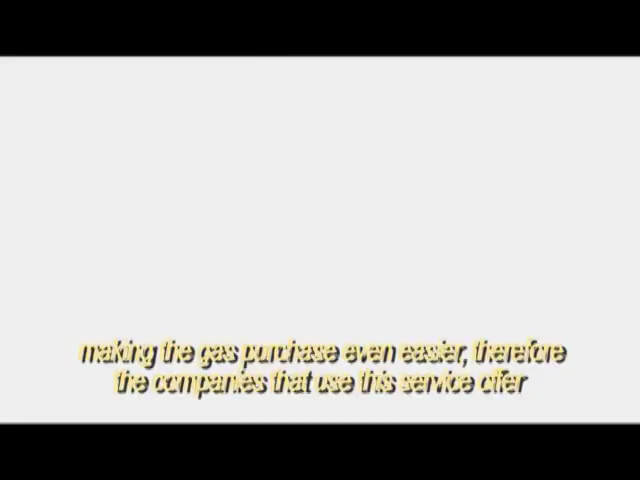 making the gas purchase even easier, therefore
the companies that use this service offer